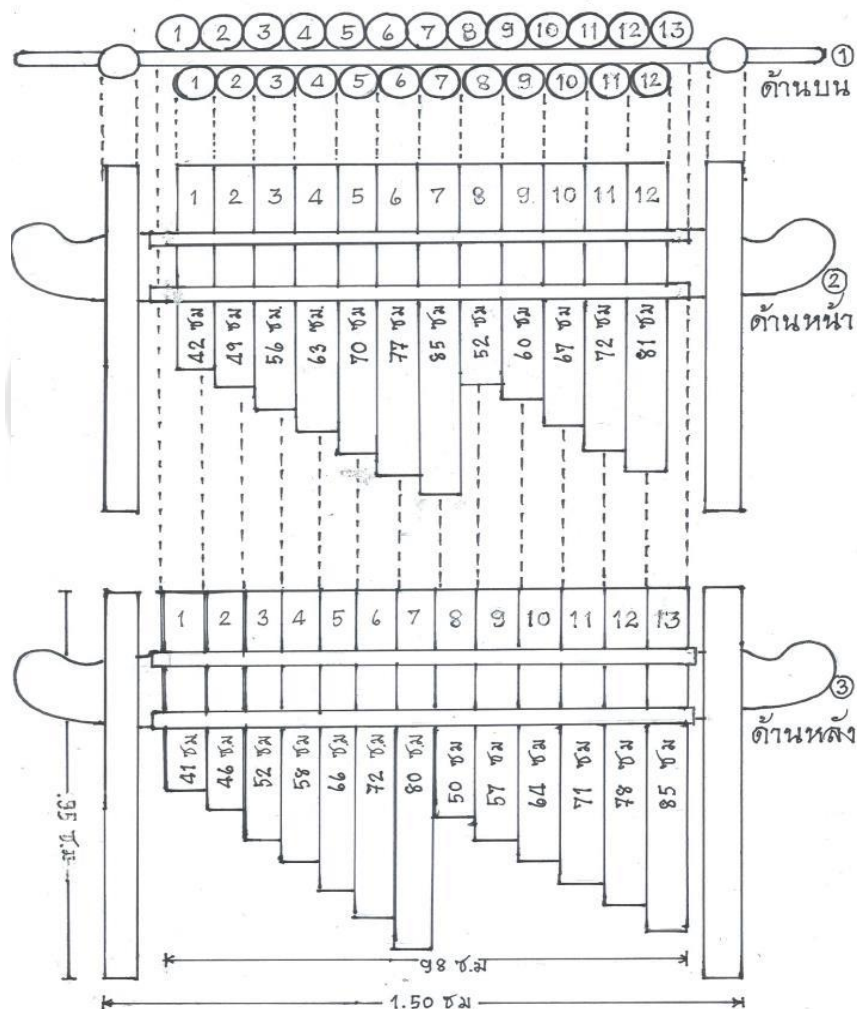 1 2 3 4 5 6 7 8 9 10 11 12 13
①
1 2 3 4 5 6 7 8 9 10 11 12
ด้านบน
1 2 3 4 5 6 7 8 9 10 11 12
②
ด้านหน้า
42 ซม 49 ซม 56 ซม. 63 ซม. 70 ซม 77 ซม 85 ซม 52 ซม 60 ซม 67 ซม 72 ซม 81 ซม
1 2 3 4 5 6 7 8 9 10 11 12 13
③
ด้านหลัง
41 ซม 46 ซม 52 ซม 58 ซม 66 ซม 72 ซ.ม 80 ซ.ม 50 ซม 57 ซม 64 ซม 71 ซม 78 ซม 85 ซม
.95 ซ.ม
98 ซ.ม
1.50 ซม